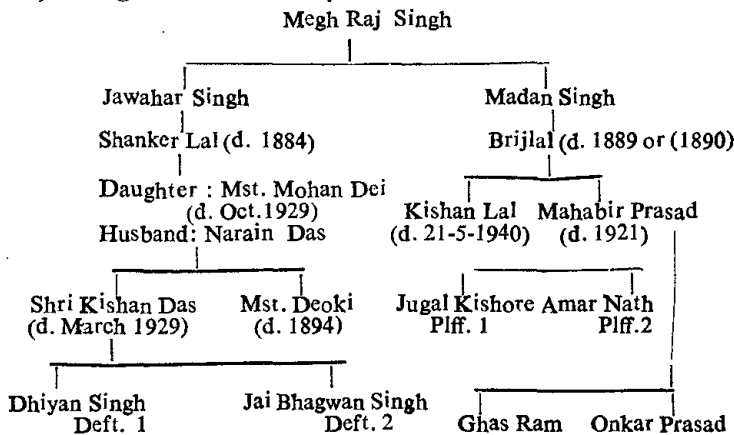 Megh Raj Singh
Jawahar Singh Madan Singh
Shanker Lal (d. 1884) Brijlal (d. 1889 or (1890)
Daughter : Mst. Mohan Dei
(d. Oct.1929) Kishan Lal Mahabir Prasad
Husband: Narain Das (d. 21-5-1940) (d. 1921)
Shri Kishan Das Mst. Deoki Jugal Kishore Amar Nath
(d. March 1929) (d. 1894) Plff. 1 Plff.2
Dhiyan Singh Jai Bhagwan Singh
Deft. 1 Deft. 2 Ghas Ram Onkar Prasad